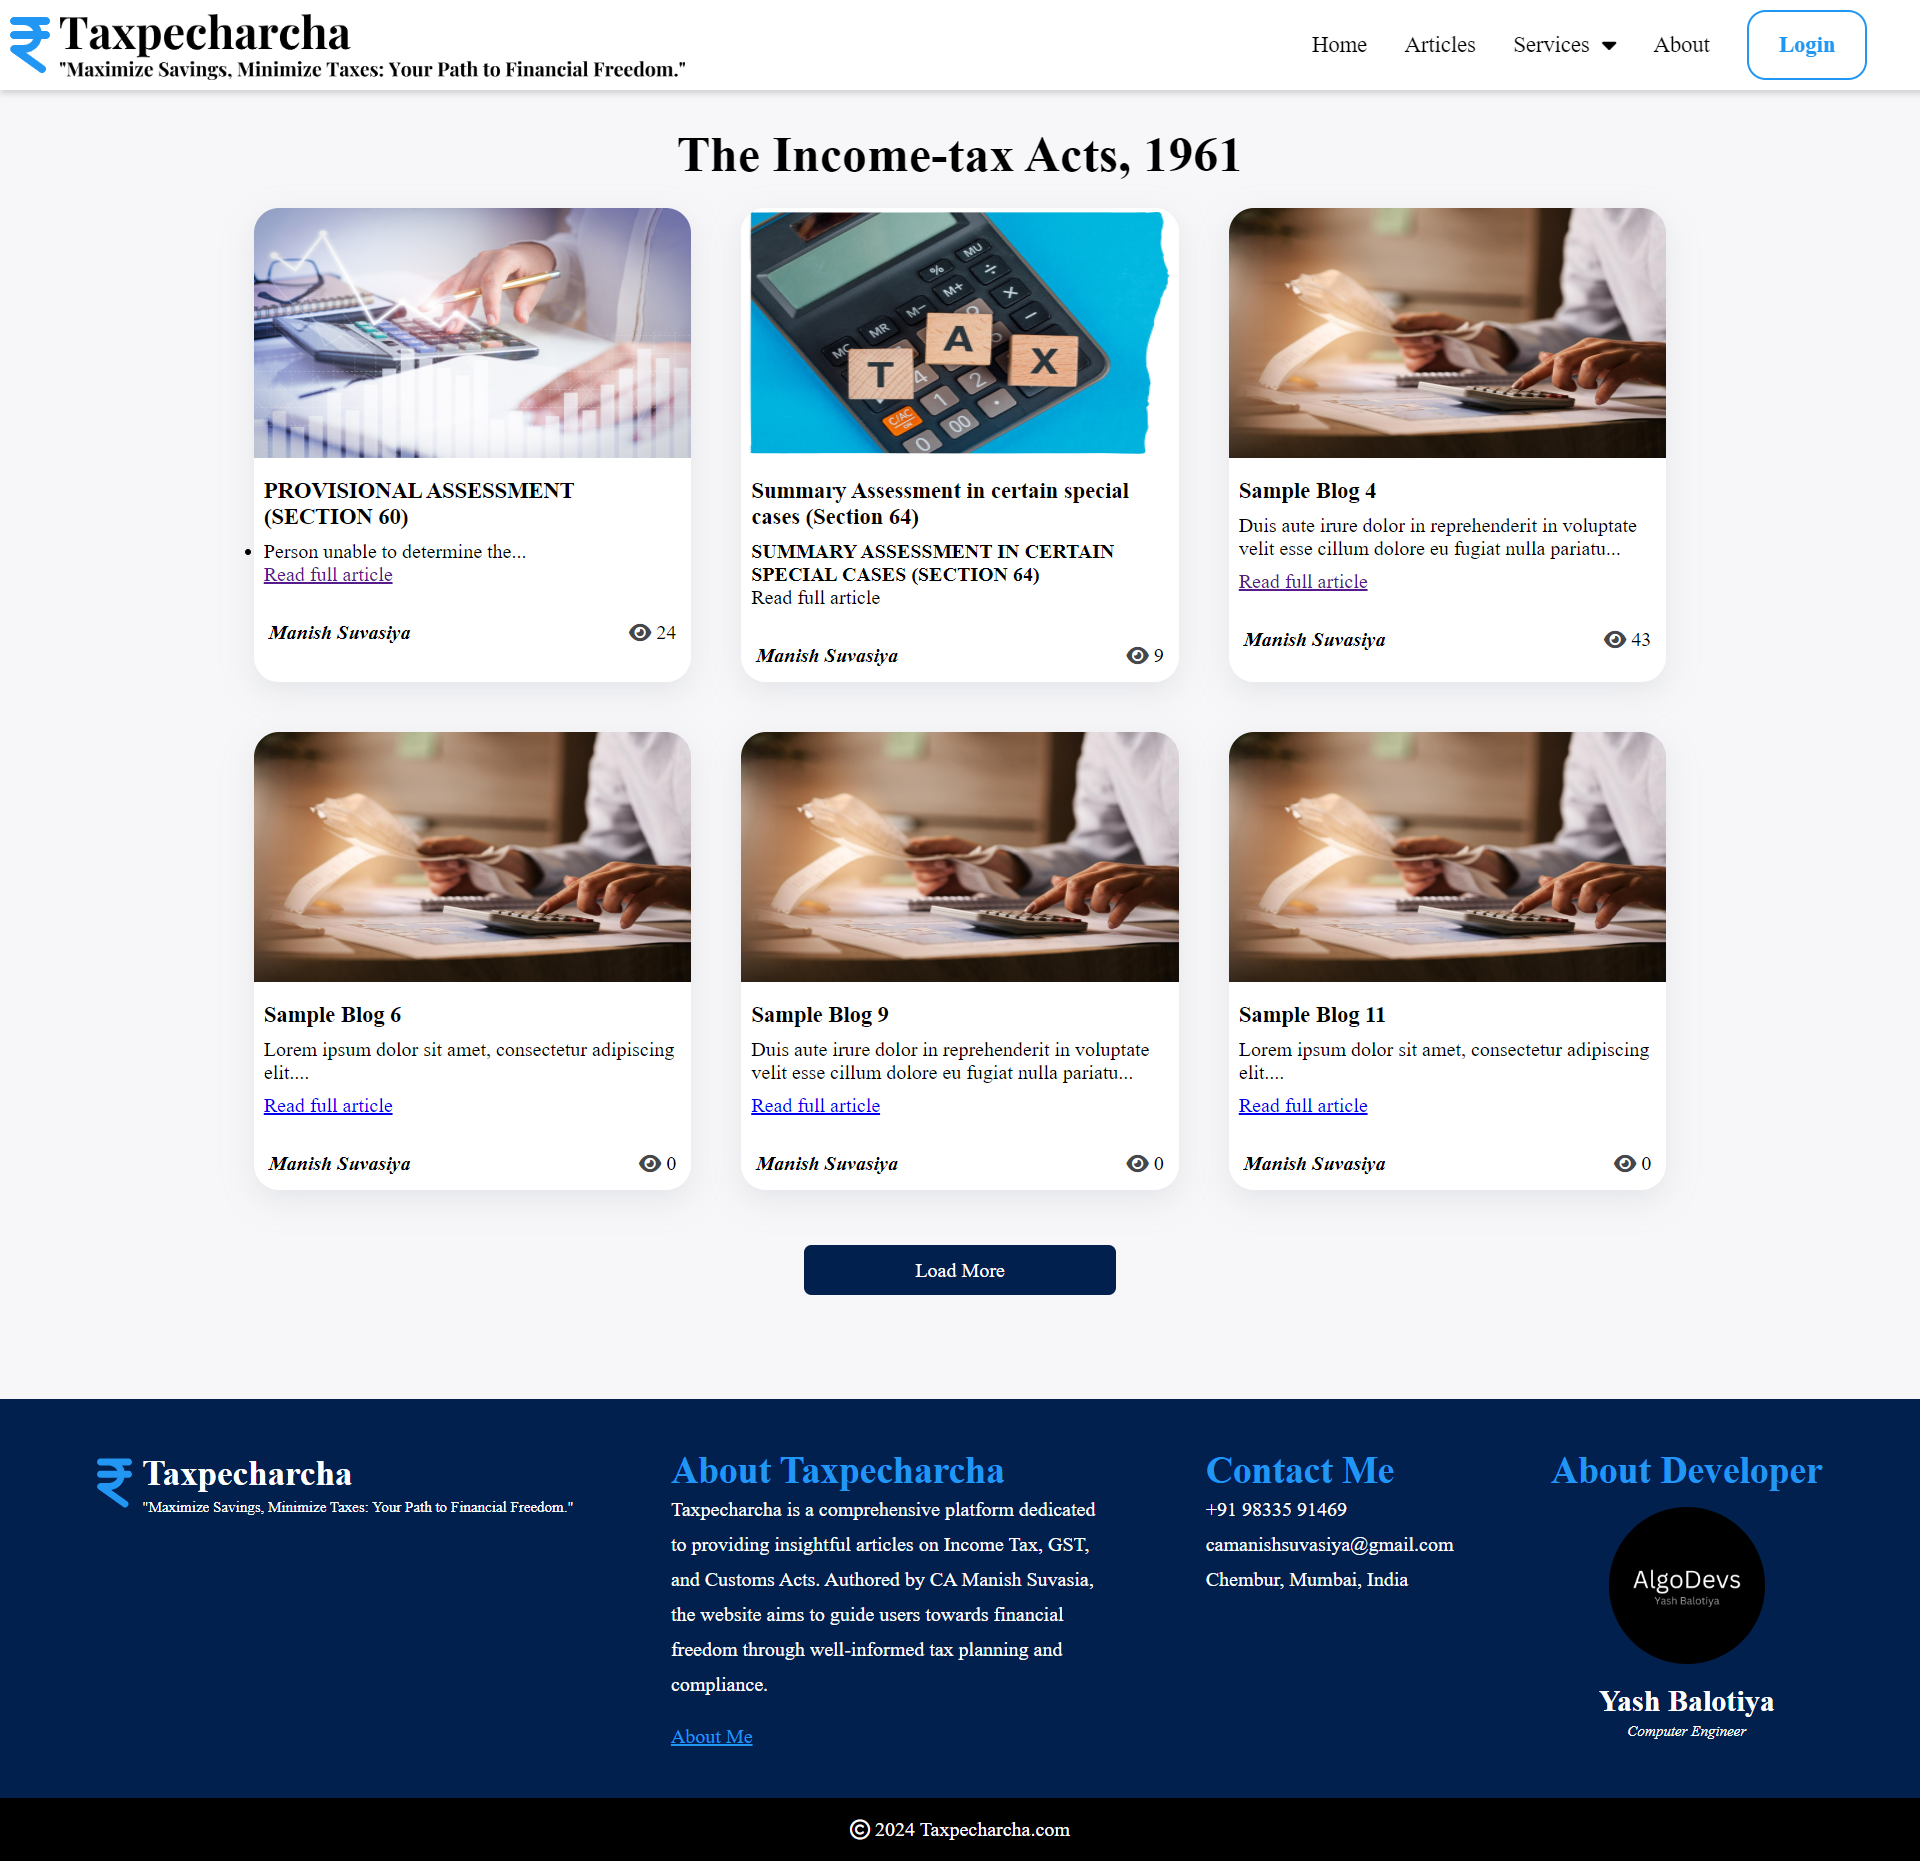 Taxpecharcha
"Maximize Savings, Minimize Taxes: Your Path to Financial Freedom."
Home
Articles
Services
About
Login
The Income-tax Acts, 1961
% MU
M+ ÷
M− ×
MR −
MC
T A X
4 5
1 2
C/AC
ON
0 00 .
PROVISIONAL ASSESSMENT
(SECTION 60)
• Person unable to determine the...
Read full article
Manish Suvasiya
24
Summary Assessment in certain special
cases (Section 64)
SUMMARY ASSESSMENT IN CERTAIN
SPECIAL CASES (SECTION 64)
Read full article
Manish Suvasiya
9
Sample Blog 4
Duis aute irure dolor in reprehenderit in voluptate
velit esse cillum dolore eu fugiat nulla pariatu...
Read full article
Manish Suvasiya
43
Sample Blog 6
Lorem ipsum dolor sit amet, consectetur adipiscing
elit....
Read full article
Manish Suvasiya
0
Sample Blog 9
Duis aute irure dolor in reprehenderit in voluptate
velit esse cillum dolore eu fugiat nulla pariatu...
Read full article
Manish Suvasiya
0
Sample Blog 11
Lorem ipsum dolor sit amet, consectetur adipiscing
elit....
Read full article
Manish Suvasiya
0
Load More
Taxpecharcha
"Maximize Savings, Minimize Taxes: Your Path to Financial Freedom."
About Taxpecharcha
Taxpecharcha is a comprehensive platform dedicated
to providing insightful articles on Income Tax, GST,
and Customs Acts. Authored by CA Manish Suvasia,
the website aims to guide users towards financial
freedom through well-informed tax planning and
compliance.
About Me
Contact Me
+91 98335 91469
camanishsuvasiya@gmail.com
Chembur, Mumbai, India
About Developer
AlgoDevs
Yash Balotiya
Yash Balotiya
Computer Engineer
© 2024 Taxpecharcha.com